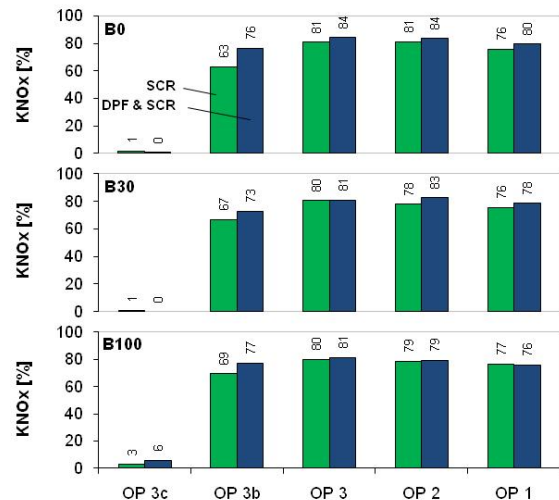 B0
KNOx [%]
100
80
60
40
20
0
1 0 63 76 81 84 81 84 76 80
SCR
DPF & SCR
B30
KNOx [%]
100
80
60
40
20
0
1 0 67 73 80 81 78 83 76 78
B100
KNOx [%]
100
80
60
40
20
0
3 6 69 77 80 81 79 79 77 76
OP 3c OP 3b OP 3 OP 2 OP 1